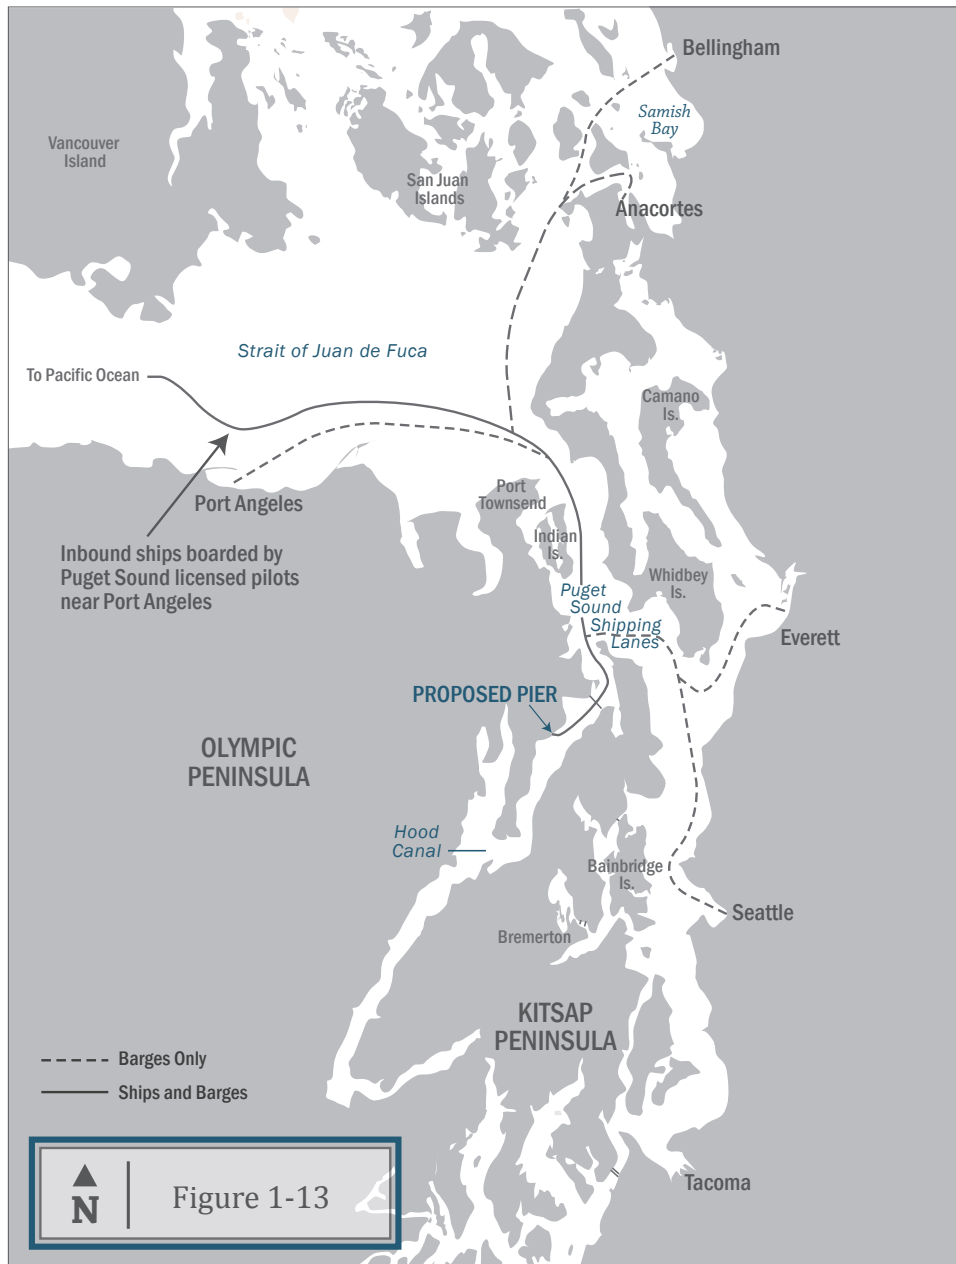 Bellingham
Samish
Bay
Vancouver
Island
San Juan
Islands
Anacortes
Strait of Juan de Fuca
To Pacific Ocean
Camano
Is.
Port Angeles
Port
Townsend
Indian
Is.
Inbound ships boarded by
Puget Sound licensed pilots
near Port Angeles
Whidbey
Is.
Puget
Sound
Shipping
Lanes
Everett
PROPOSED PIER
OLYMPIC
PENINSULA
Hood
Canal
Bainbridge
Is.
Seattle
Bremerton
KITSAP
PENINSULA
Barges Only
Ships and Barges
Tacoma
N
Figure 1-13